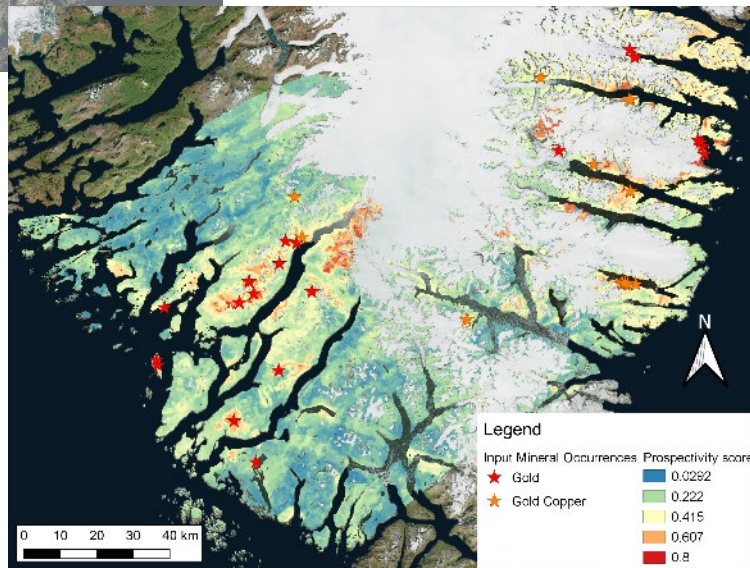 N
Legend
Input Mineral Occurrences Prospectivity score
Gold 0.0292
Gold Copper 0.222
0.415
0.607
0.8
0 10 20 30 40 km